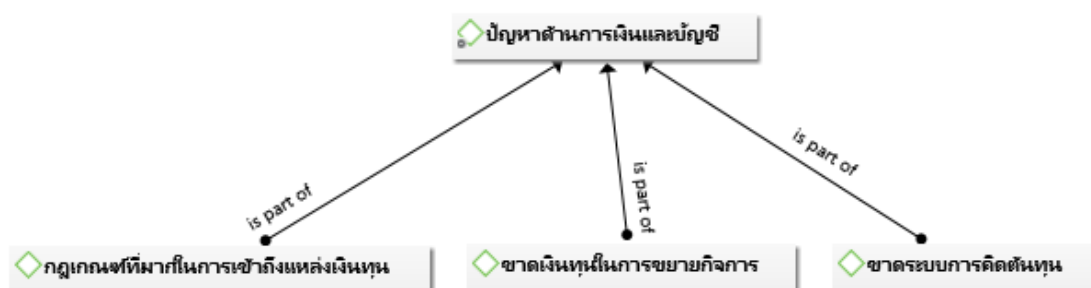 ปัญหาด้านการเงินและบัญชี
is part of
is part of
is part of
กฎเกณฑ์ที่มากในการเข้าถึงแหล่งเงินทุน
ขาดเงินทุนในการขยายกิจการ
ขาดระบบการคิดต้นทุน